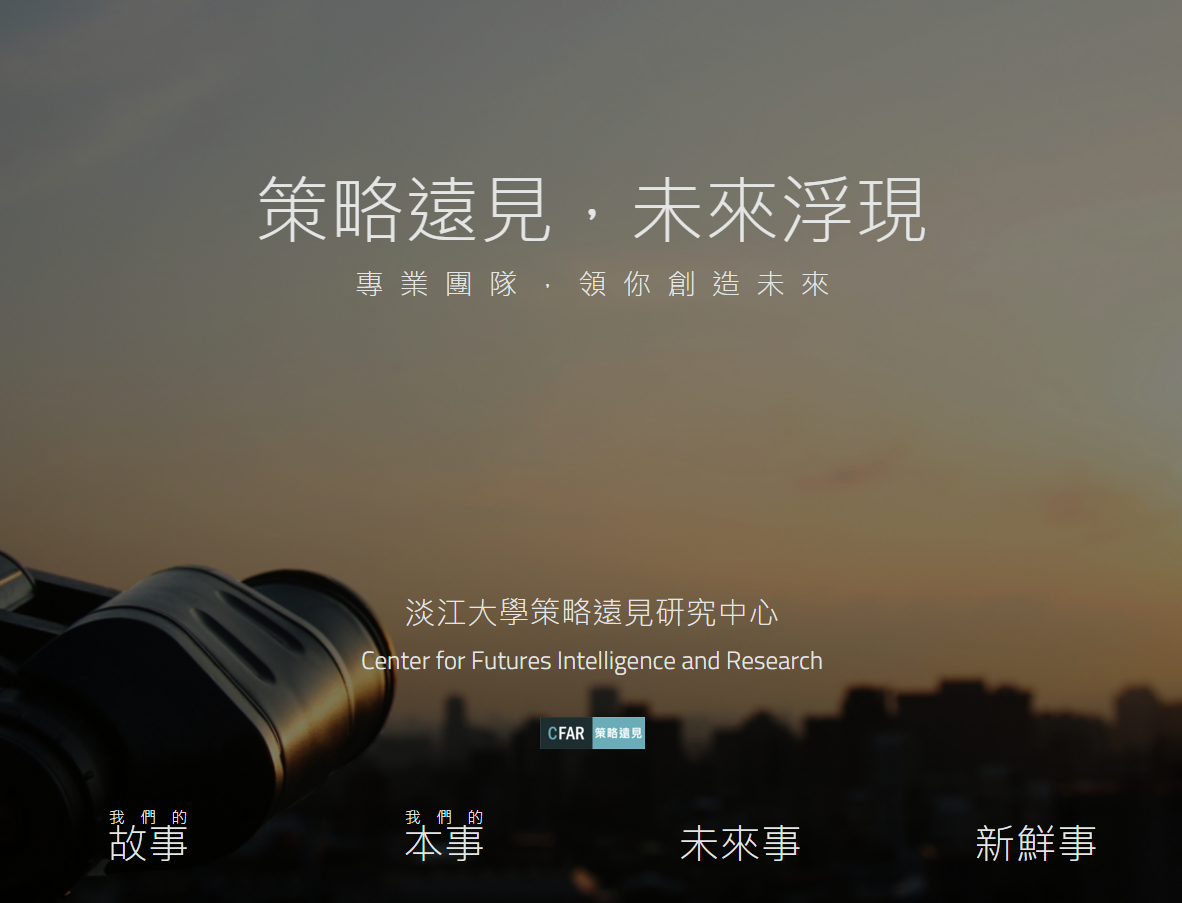 策略遠見，未來浮現
專業團隊，領你創造未來
淡江大學策略遠見研究中心
Center for Futures Intelligence and Research
CFAR 策略遠見
我們的
故事
我們的
本事
未來事
新鮮事